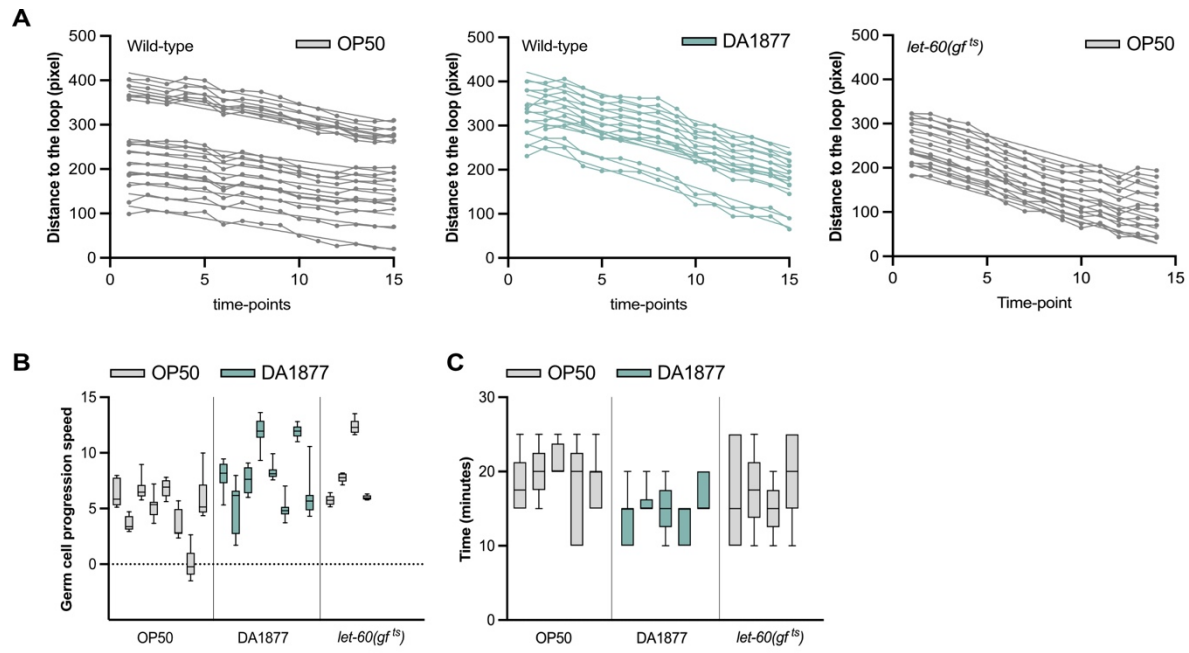 A
Wild-type
OP50
Distance to the loop (pixel)
500
400
300
200
100
0
0
5
10
15
time-points
Wild-type
DA1877
Distance to the loop (pixel)
500
400
300
200
100
0
0
5
10
15
time-points
let-60(gf ts)
OP50
Distance to the loop (pixel)
500
400
300
200
100
0
0
5
10
15
Time-point
B
OP50
DA1877
Germ cell progression speed
15
10
5
0
OP50
DA1877
let-60(gf ts)
C
OP50
DA1877
Time (minutes)
30
20
10
0
OP50
DA1877
let-60(gf ts)